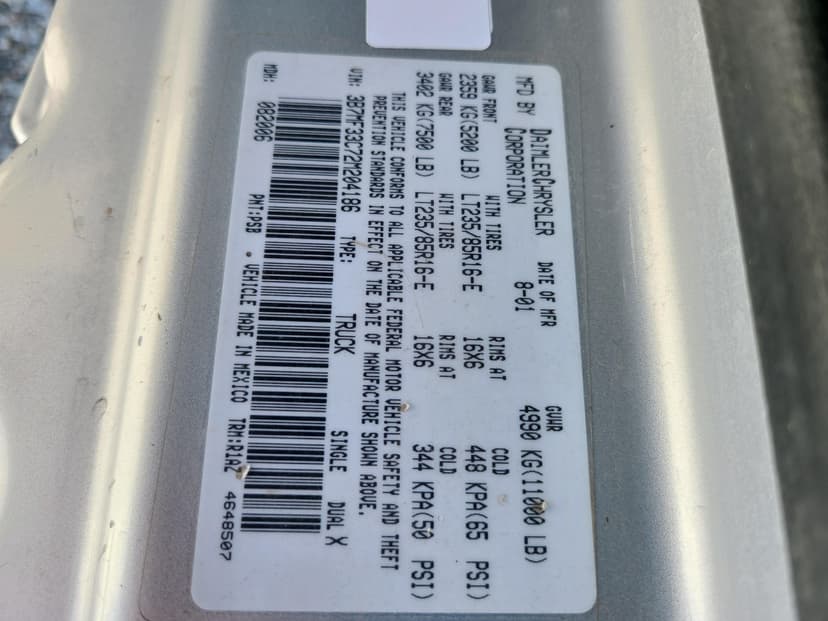 MFD BY DAIMLERCHRYSLER CORPORATION DATE OF MFR 8-01 GVWR 4990 KG(11000 LB)
GAWR FRONT WITH TIRES RIMS AT COLD
2359 KG(5200 LB) LT235/85R16-E 16X6 448 KPA(65 PSI)
GAWR REAR WITH TIRES RIMS AT COLD
3402 KG(7500 LB) LT235/85R16-E 16X6 344 KPA(50 PSI)
THIS VEHICLE CONFORMS TO ALL APPLICABLE FEDERAL MOTOR VEHICLE SAFETY AND THEFT
PREVENTION STANDARDS IN EFFECT ON THE DATE OF MANUFACTURE SHOWN ABOVE.
VIN: 3B7MF33C72M204186 TYPE: TRUCK SINGLE DUAL X
MDH: 082006 PNT:PSB VEHICLE MADE IN MEXICO TRM:R1AZ 4648507